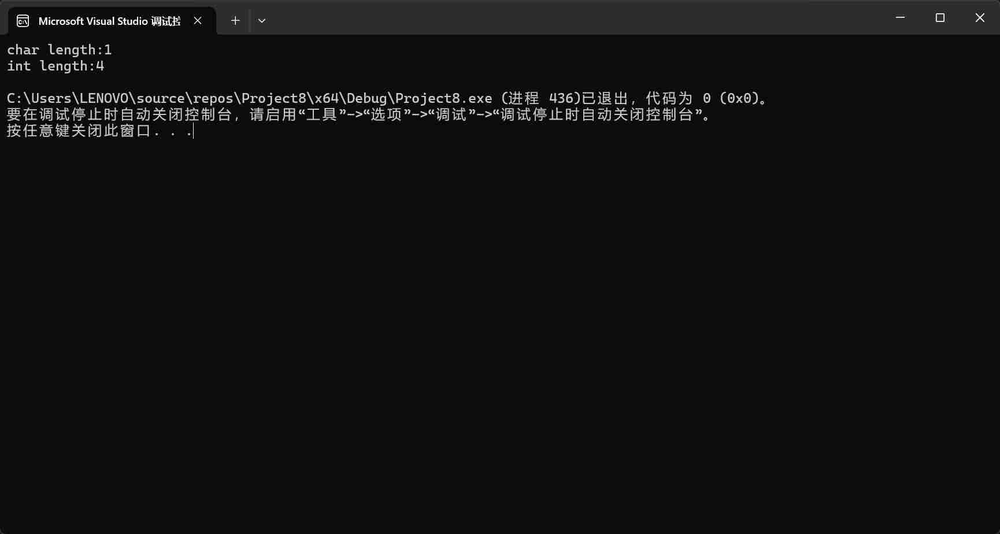 Microsoft Visual Studio 调试控
char length:1
int length:4
C:\Users\LENOVO\source\repos\Project8\x64\Debug\Project8.exe (进程 436)已退出，代码为 0 (0x0)。
要在调试停止时自动关闭控制台，请启用“工具”->“选项”->“调试”->“调试停止时自动关闭控制台”。
按任意键关闭此窗口. . .